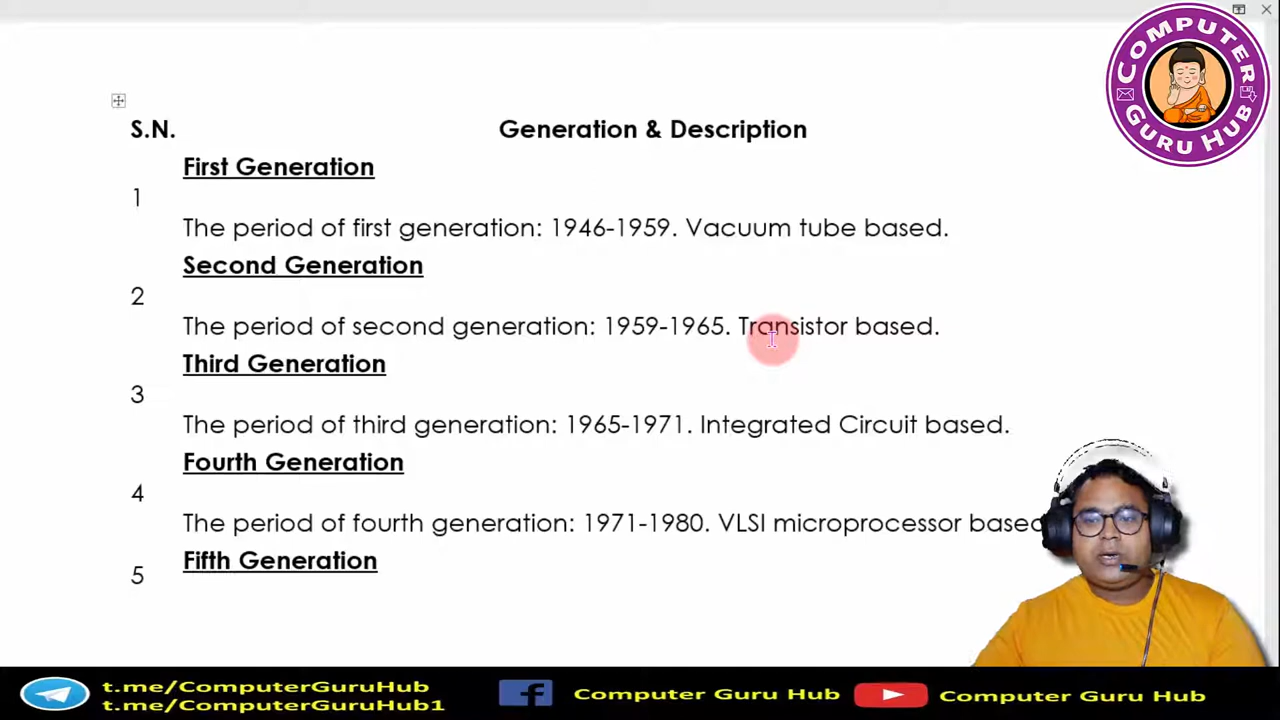 COMPUTER
GURU HUB
S.N. Generation & Description
First Generation
1
The period of first generation: 1946-1959. Vacuum tube based.
Second Generation
2
The period of second generation: 1959-1965. Transistor based.
Third Generation
3
The period of third generation: 1965-1971. Integrated Circuit based.
Fourth Generation
4
The period of fourth generation: 1971-1980. VLSI microprocessor based
Fifth Generation
5
t.me/ComputerGuruHub
t.me/ComputerGuruHub1
Computer Guru Hub
Computer Guru Hub